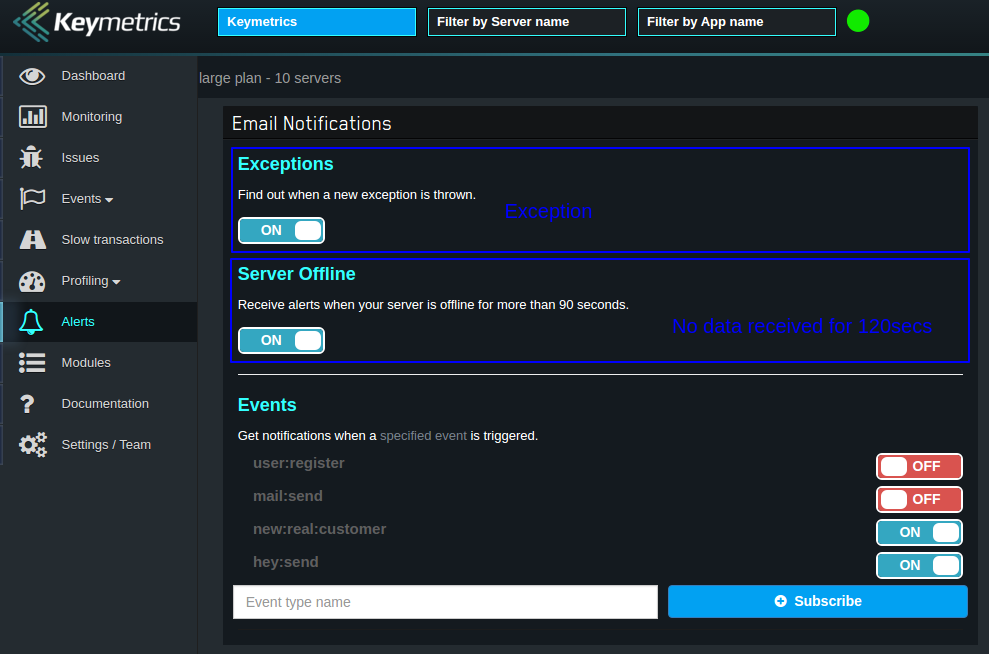 Keymetrics
Keymetrics
Filter by Server name
Filter by App name
large plan - 10 servers
Dashboard
Monitoring
Issues
Events
Slow transactions
Profiling
Alerts
Modules
Documentation
Settings / Team
Email Notifications
Exceptions
Find out when a new exception is thrown.
Exception
ON
Server Offline
Receive alerts when your server is offline for more than 90 seconds.
No data received for 120secs
ON
Events
Get notifications when a specified event is triggered.
user:register
OFF
mail:send
OFF
new:real:customer
ON
hey:send
ON
Event type name
Subscribe